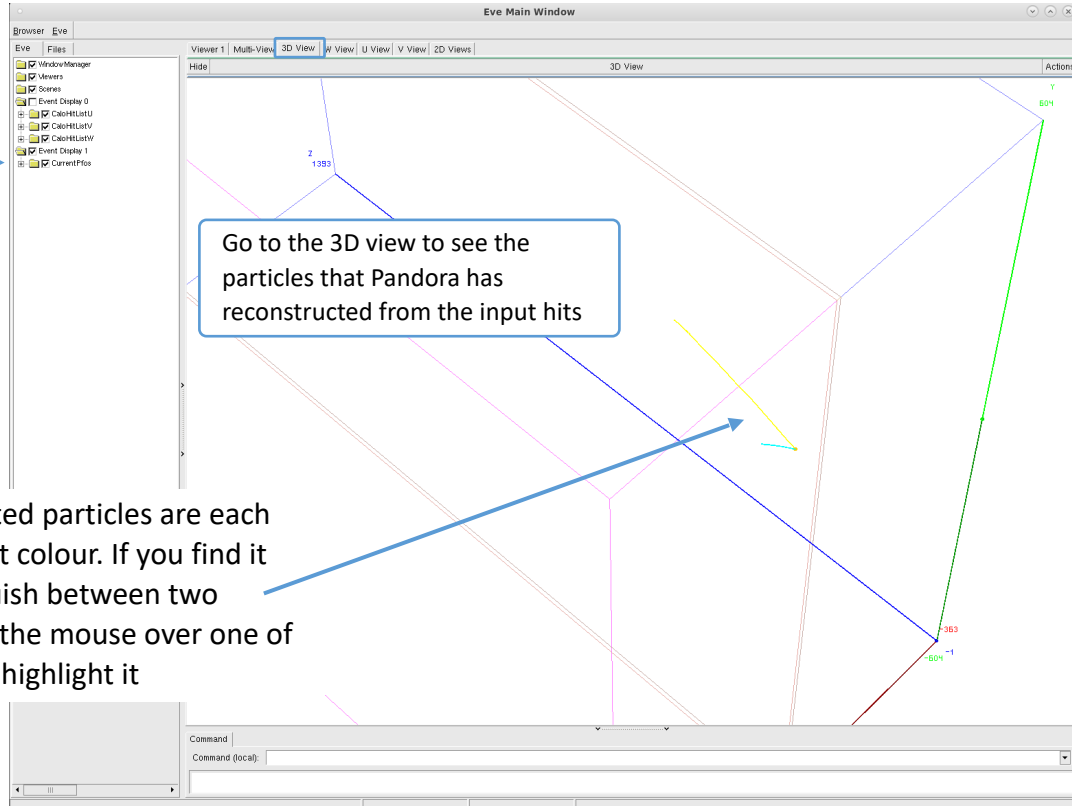 Eve Main Window
Browser Eve
Eve Files
Viewer 1 Multi-View 3D View W View U View V View 2D Views
Hide 3D View Actions
WindowManager
Viewers
Scenes
Event Display 0
CaloHitListU
CaloHitListV
CaloHitListW
Event Display 1
CurrentPfos
Y
604
Z
1393
Go to the 3D view to see the
particles that Pandora has
reconstructed from the input hits
ted particles are each
t colour. If you find it
uish between two
the mouse over one of
highlight it
-363
-604 -1
Command
Command (local):